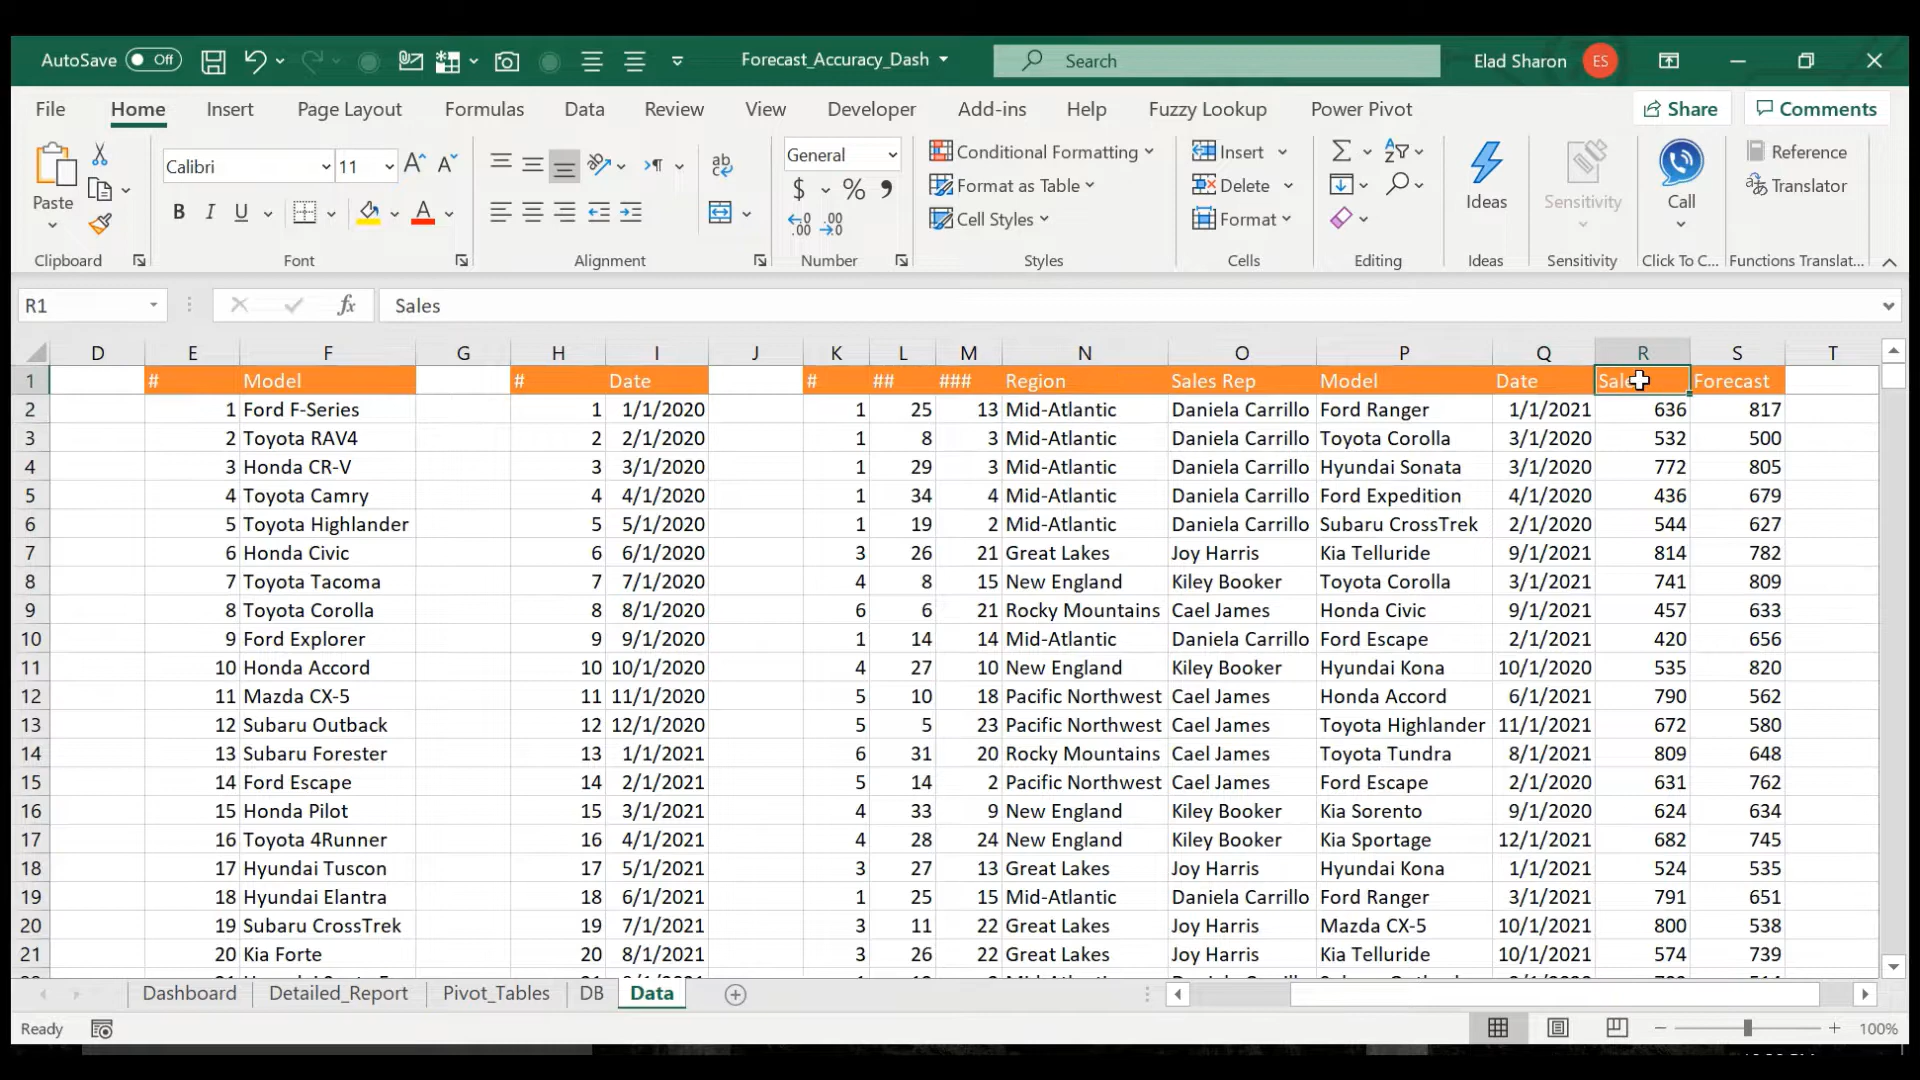 AutoSave Off Forecast_Accuracy_Dash Search Elad Sharon ES
File Home Insert Page Layout Formulas Data Review View Developer Add-ins Help Fuzzy Lookup Power Pivot Share Comments
Calibri 11 General Conditional Formatting Insert Reference
Format as Table Delete Translator
Paste Cell Styles Format Ideas Sensitivity Call
Clipboard Font Alignment Number Styles Cells Editing Ideas Sensitivity Click To C... Functions Translat...
R1 fx Sales
D E F G H I J K L M N O P Q R S T
1 # Model # Date # ## ### Region Sales Rep Model Date Forecast
2 1 Ford F-Series 1 1/1/2020 1 25 13 Mid-Atlantic Daniela Carrillo Ford Ranger 1/1/2021 636 817
3 2 Toyota RAV4 2 2/1/2020 1 8 3 Mid-Atlantic Daniela Carrillo Toyota Corolla 3/1/2020 532 500
4 3 Honda CR-V 3 3/1/2020 1 29 3 Mid-Atlantic Daniela Carrillo Hyundai Sonata 3/1/2020 772 805
5 4 Toyota Camry 4 4/1/2020 1 34 4 Mid-Atlantic Daniela Carrillo Ford Expedition 4/1/2020 436 679
6 5 Toyota Highlander 5 5/1/2020 1 19 2 Mid-Atlantic Daniela Carrillo Subaru CrossTrek 2/1/2020 544 627
7 6 Honda Civic 6 6/1/2020 3 26 21 Great Lakes Joy Harris Kia Telluride 9/1/2021 814 782
8 7 Toyota Tacoma 7 7/1/2020 4 8 15 New England Kiley Booker Toyota Corolla 3/1/2021 741 809
9 8 Toyota Corolla 8 8/1/2020 6 6 21 Rocky Mountains Cael James Honda Civic 9/1/2021 457 633
10 9 Ford Explorer 9 9/1/2020 1 14 14 Mid-Atlantic Daniela Carrillo Ford Escape 2/1/2021 420 656
11 10 Honda Accord 10 10/1/2020 4 27 10 New England Kiley Booker Hyundai Kona 10/1/2020 535 820
12 11 Mazda CX-5 11 11/1/2020 5 10 18 Pacific Northwest Cael James Honda Accord 6/1/2021 790 562
13 12 Subaru Outback 12 12/1/2020 5 5 23 Pacific Northwest Cael James Toyota Highlander 11/1/2021 672 580
14 13 Subaru Forester 13 1/1/2021 6 31 20 Rocky Mountains Cael James Toyota Tundra 8/1/2021 809 648
15 14 Ford Escape 14 2/1/2021 5 14 2 Pacific Northwest Cael James Ford Escape 2/1/2020 631 762
16 15 Honda Pilot 15 3/1/2021 4 33 9 New England Kiley Booker Kia Sorento 9/1/2020 624 634
17 16 Toyota 4Runner 16 4/1/2021 4 28 24 New England Kiley Booker Kia Sportage 12/1/2021 682 745
18 17 Hyundai Tuscon 17 5/1/2021 3 27 13 Great Lakes Joy Harris Hyundai Kona 1/1/2021 524 535
19 18 Hyundai Elantra 18 6/1/2021 1 25 15 Mid-Atlantic Daniela Carrillo Ford Ranger 3/1/2021 791 651
20 19 Subaru CrossTrek 19 7/1/2021 3 11 22 Great Lakes Joy Harris Mazda CX-5 10/1/2021 800 538
21 20 Kia Forte 20 8/1/2021 3 26 22 Great Lakes Joy Harris Kia Telluride 10/1/2021 574 739
Dashboard Detailed_Report Pivot_Tables DB Data
Ready 100%